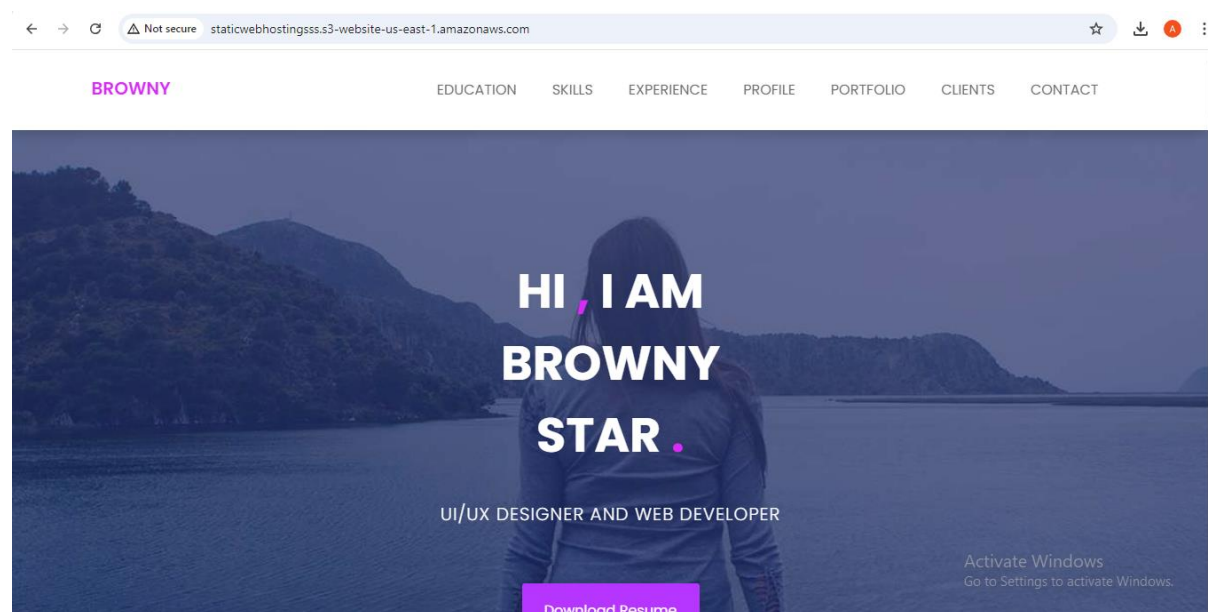 Not secure staticwebhostingsss.s3-website-us-east-1.amazonaws.com A
BROWNY EDUCATION SKILLS EXPERIENCE PROFILE PORTFOLIO CLIENTS CONTACT
HI , I AM
BROWNY
STAR .
UI/UX DESIGNER AND WEB DEVELOPER
Activate Windows
Go to Settings to activate Windows.
Download Resume